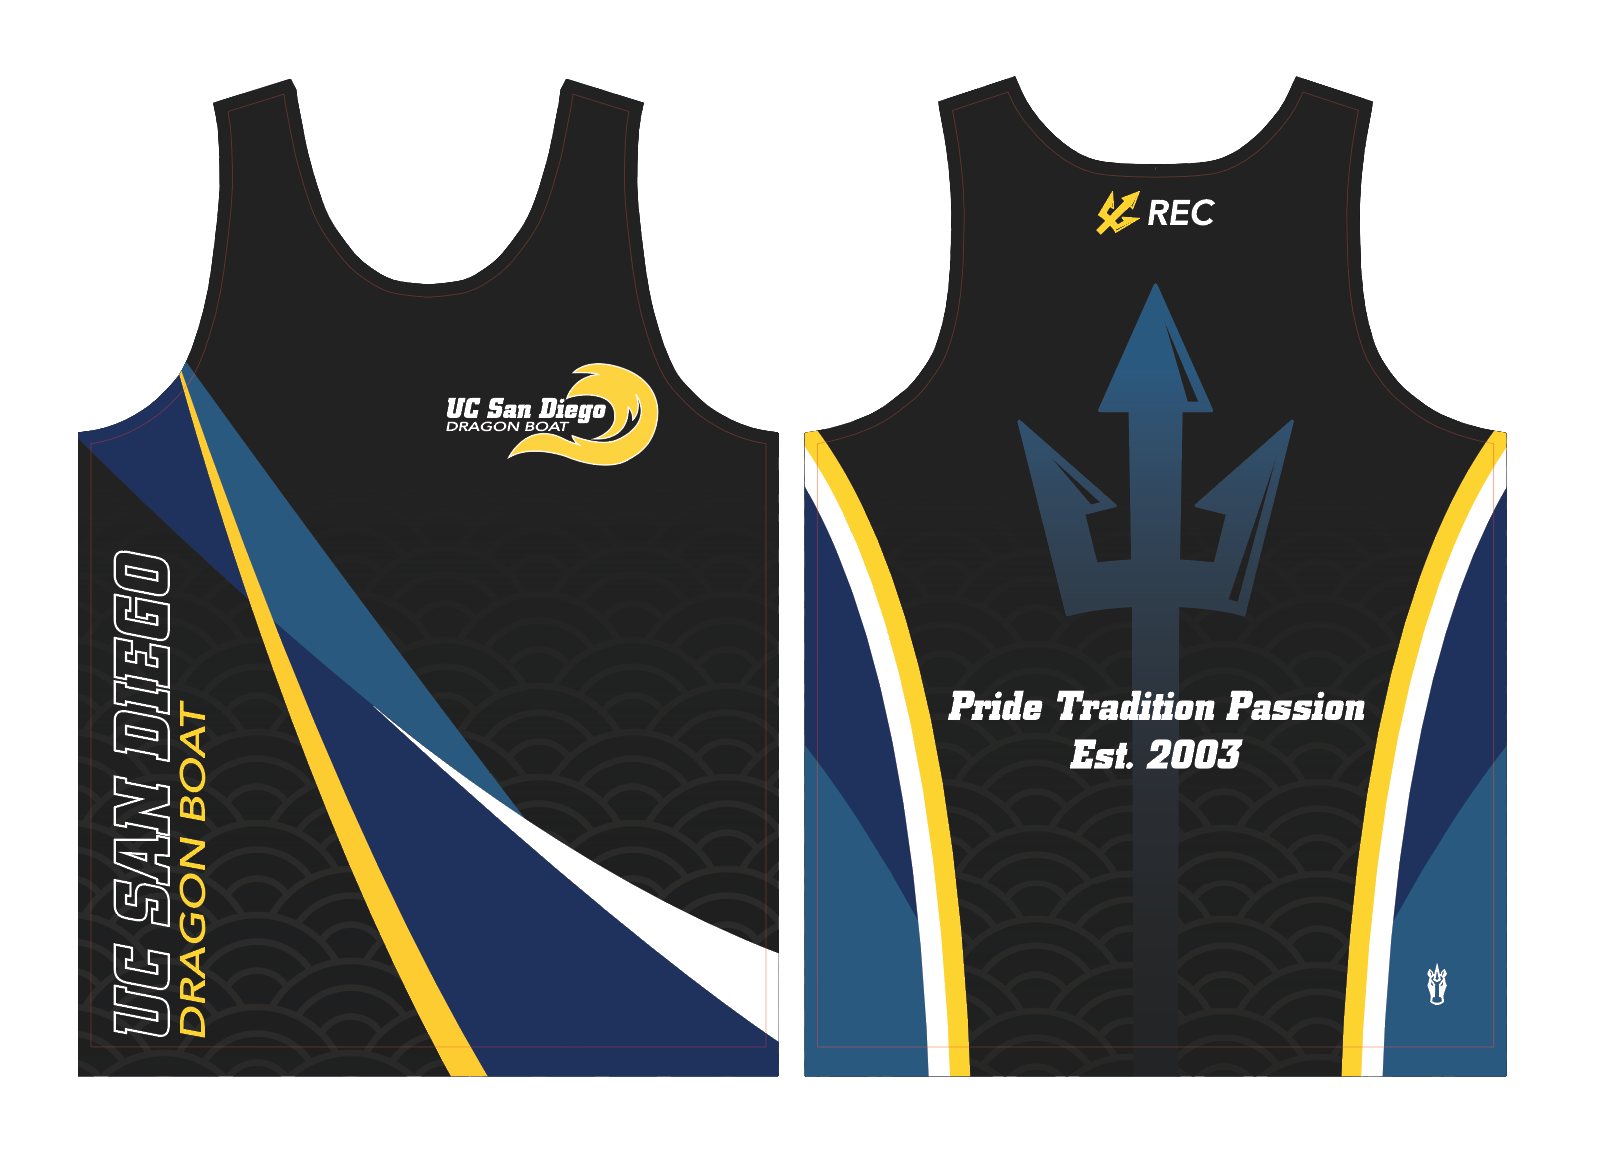 UC San Diego
DRAGON BOAT
UC SAN DIEGO
DRAGON BOAT
REC
Pride Tradition Passion
Est. 2003